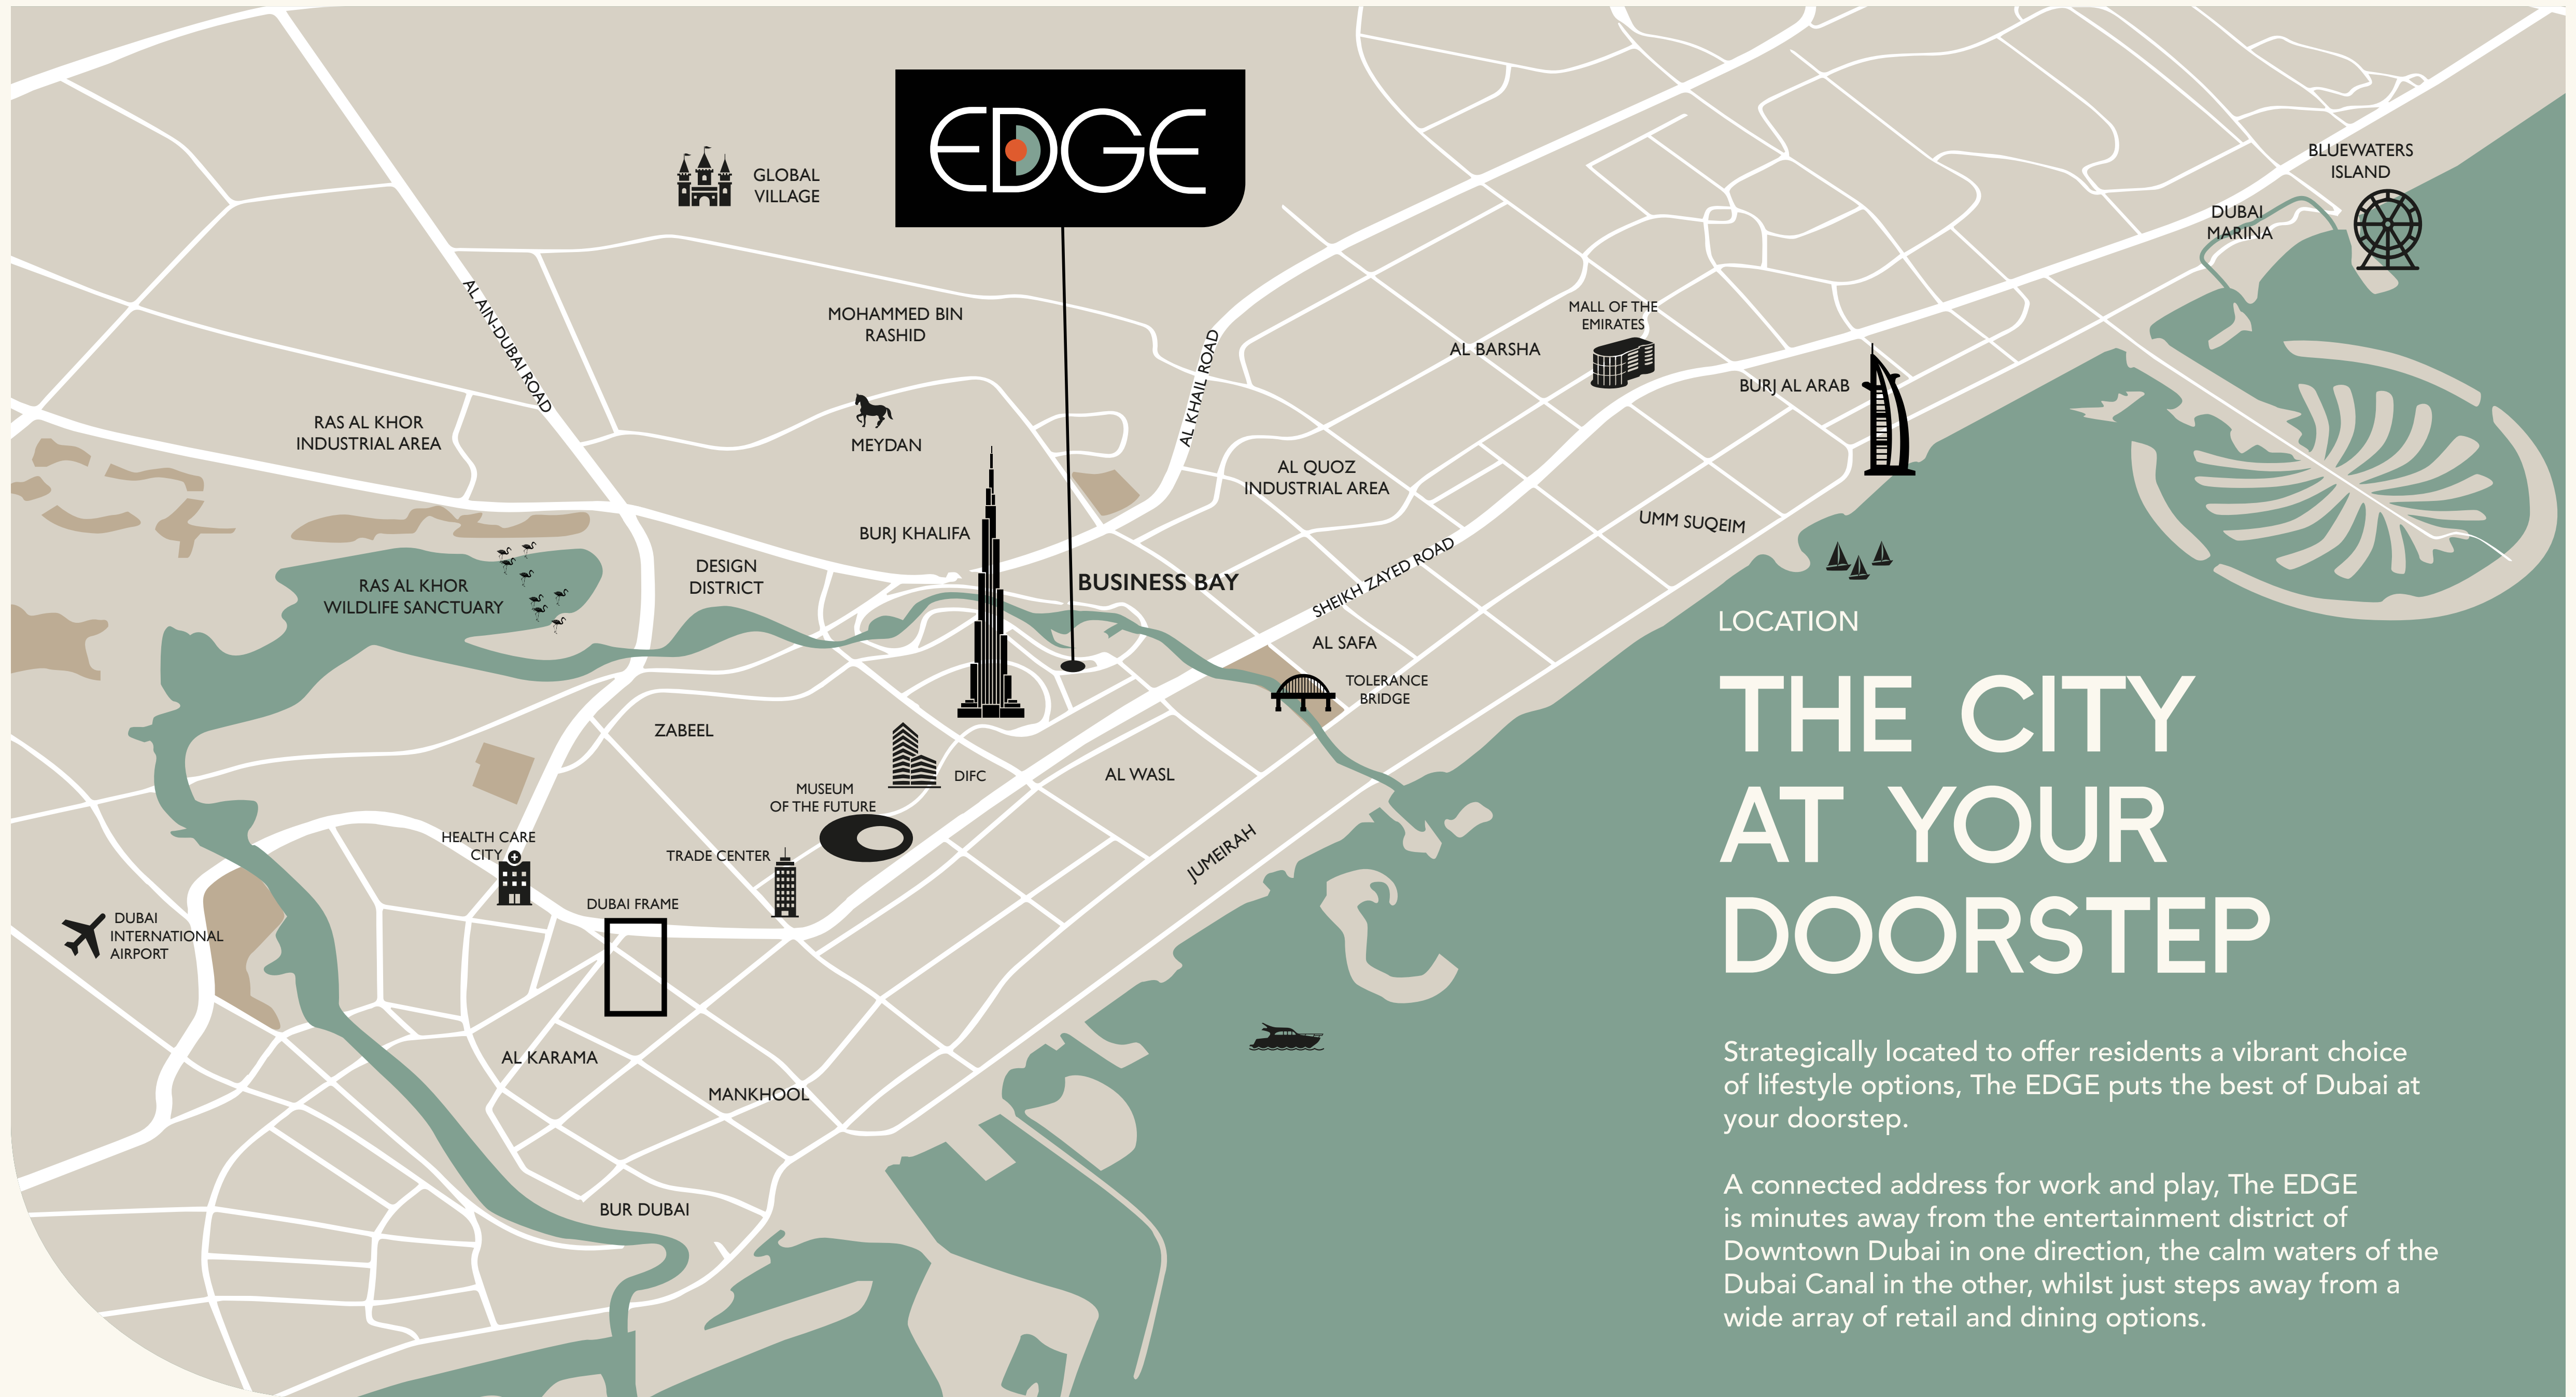 EDGE
GLOBAL
VILLAGE
BLUEWATERS
ISLAND
DUBAI
MARINA
AL AIN-DUBAI ROAD
MOHAMMED BIN
RASHID
AL KHAIL ROAD
MALL OF THE
EMIRATES
AL BARSHA
BURJ AL ARAB
RAS AL KHOR
INDUSTRIAL AREA
MEYDAN
AL QUOZ
INDUSTRIAL AREA
UMM SUQEIM
BURJ KHALIFA
DESIGN
DISTRICT
BUSINESS BAY
SHEIKH ZAYED ROAD
RAS AL KHOR
WILDLIFE SANCTUARY
AL SAFA
TOLERANCE
BRIDGE
ZABEEL
DIFC
AL WASL
MUSEUM
OF THE FUTURE
HEALTH CARE
CITY
TRADE CENTER
JUMEIRAH
DUBAI FRAME
DUBAI
INTERNATIONAL
AIRPORT
AL KARAMA
MANKHOOL
BUR DUBAI
LOCATION
THE CITY
AT YOUR
DOORSTEP
Strategically located to offer residents a vibrant choice
of lifestyle options, The EDGE puts the best of Dubai at
your doorstep.
A connected address for work and play, The EDGE
is minutes away from the entertainment district of
Downtown Dubai in one direction, the calm waters of the
Dubai Canal in the other, whilst just steps away from a
wide array of retail and dining options.